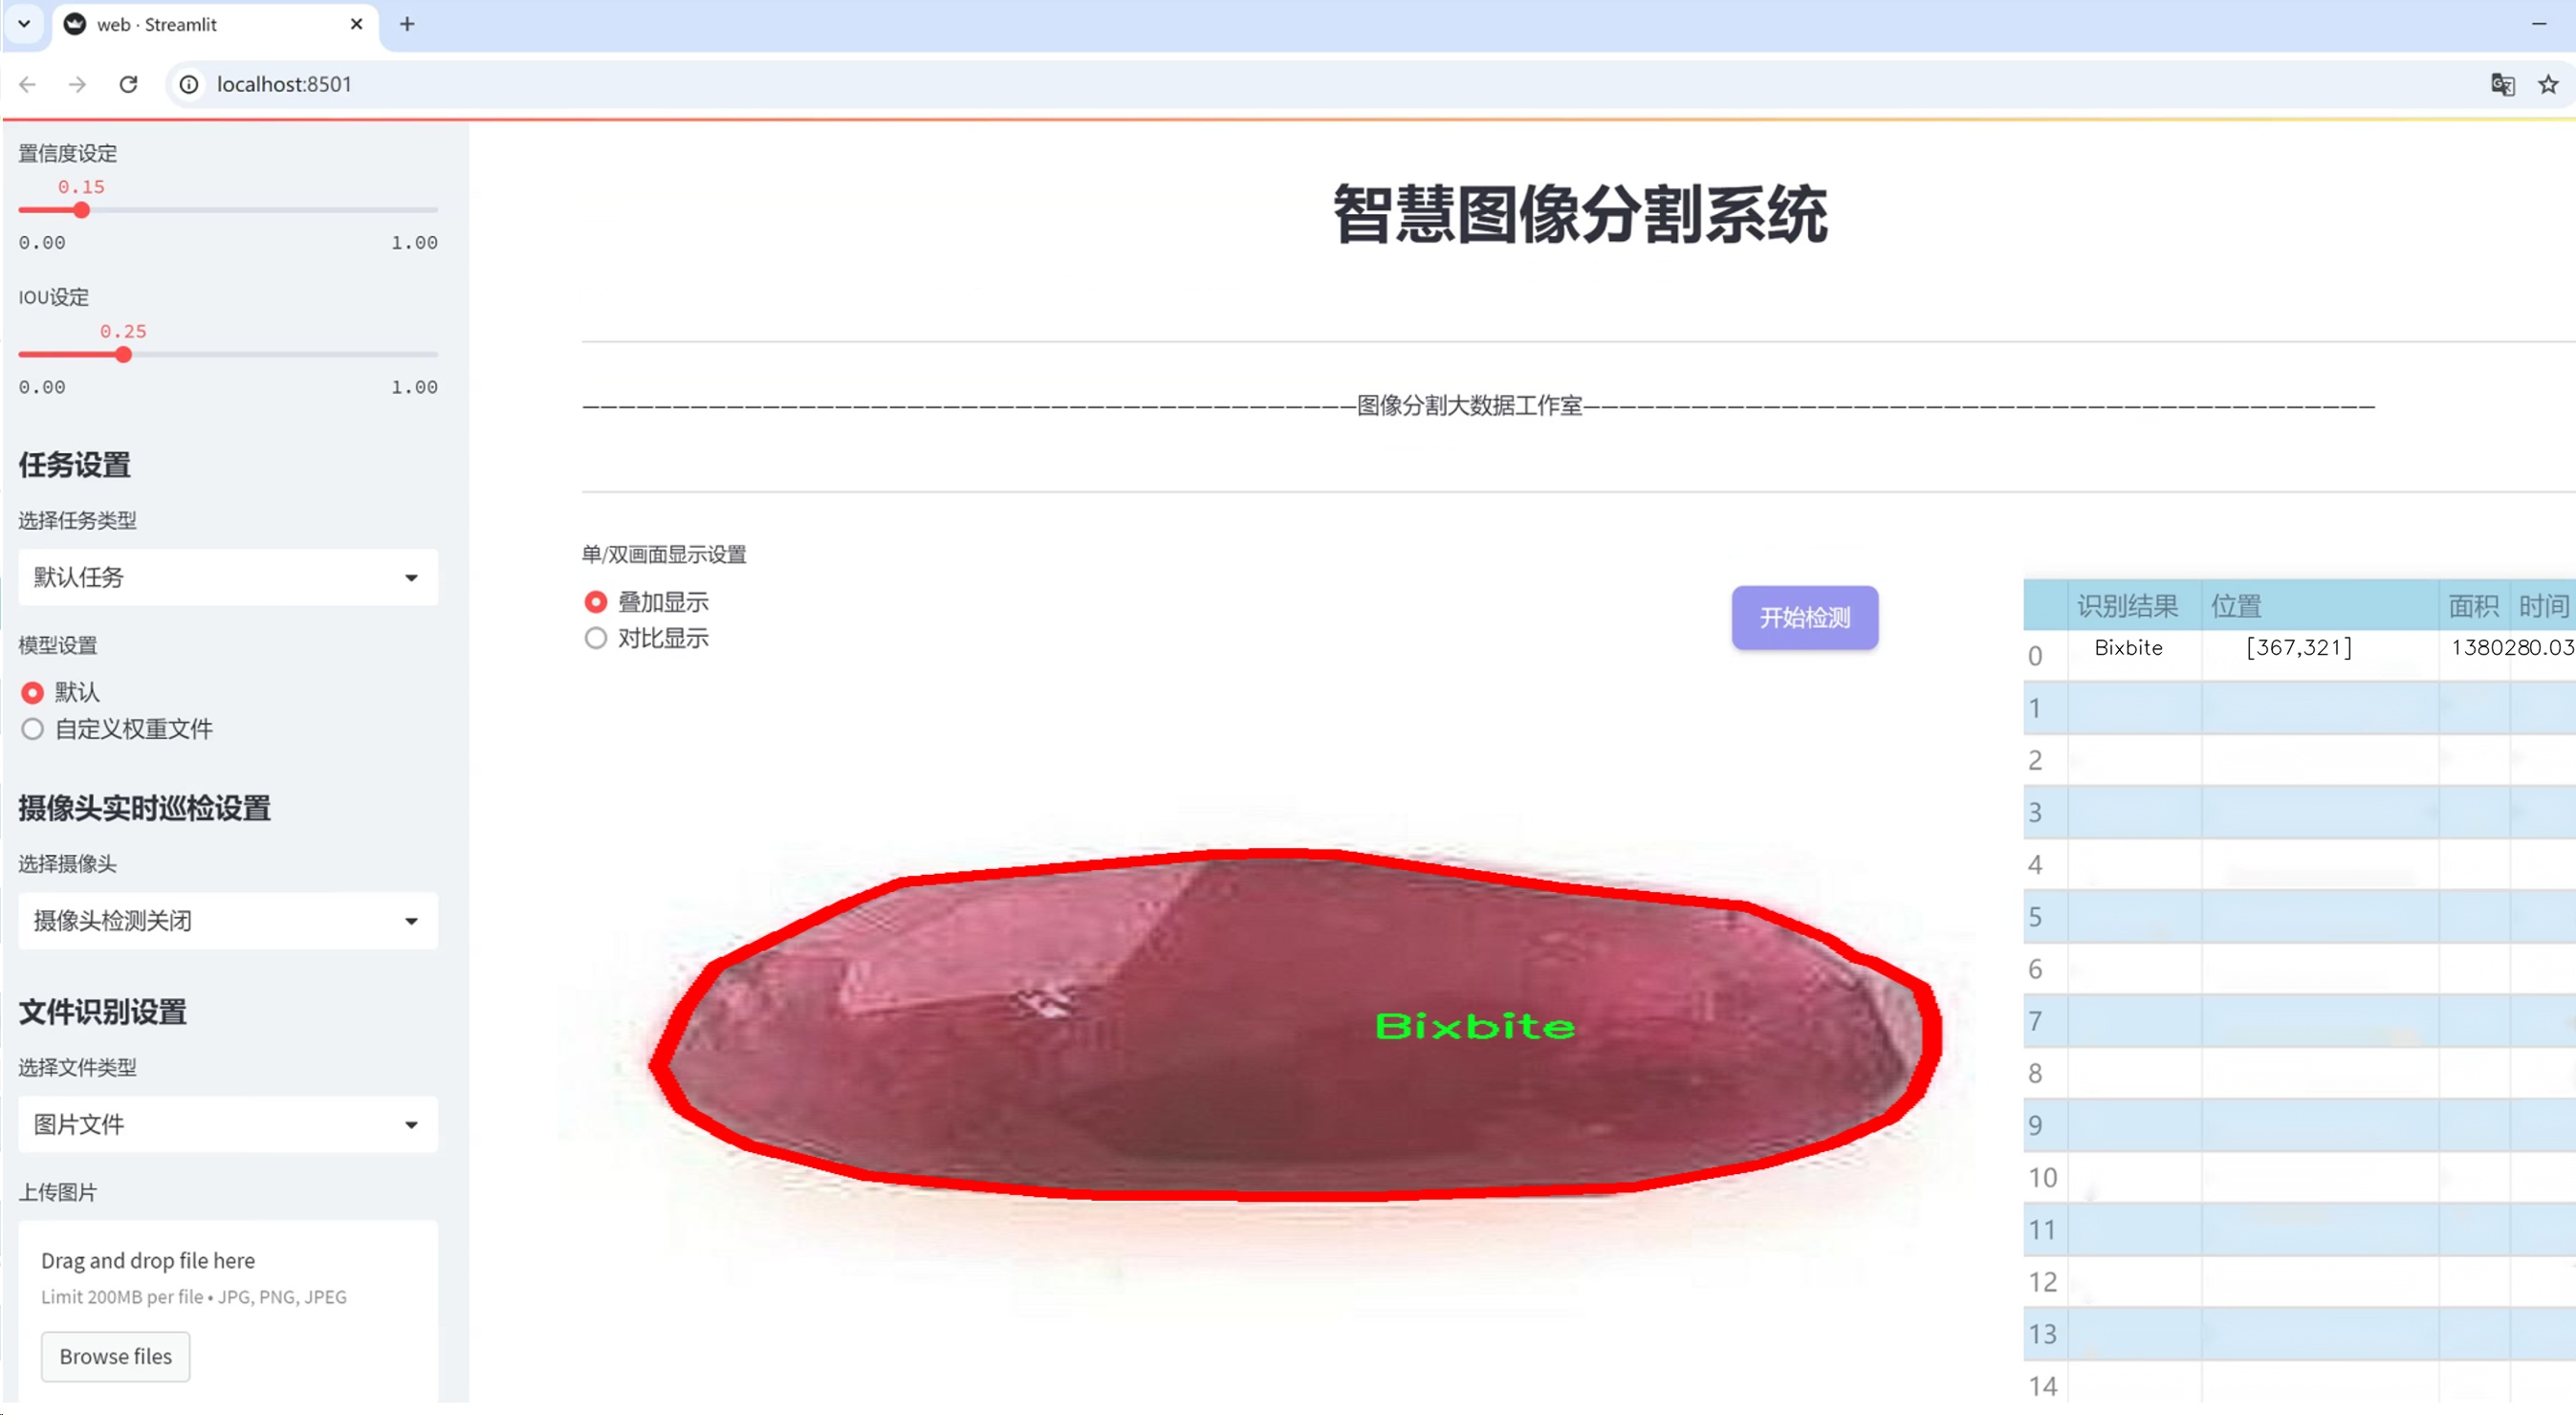 web · Streamlit
localhost:8501
置信度设定
0.15
0.00 1.00
IOU设定
0.25
0.00 1.00
任务设置
选择任务类型
默认任务
模型设置
默认
自定义权重文件
摄像头实时巡检设置
选择摄像头
摄像头检测关闭
文件识别设置
选择文件类型
图片文件
上传图片
Drag and drop file here
Limit 200MB per file • JPG, PNG, JPEG
Browse files
智慧图像分割系统
———————————————————————————————————————————图像分割大数据工作室————————————————————————————————————————————
单/双画面显示设置
叠加显示
对比显示
开始检测
Bixbite
识别结果 位置 面积 时间
0 Bixbite [367,321] 1380280.03
1
2
3
4
5
6
7
8
9
10
11
12
13
14